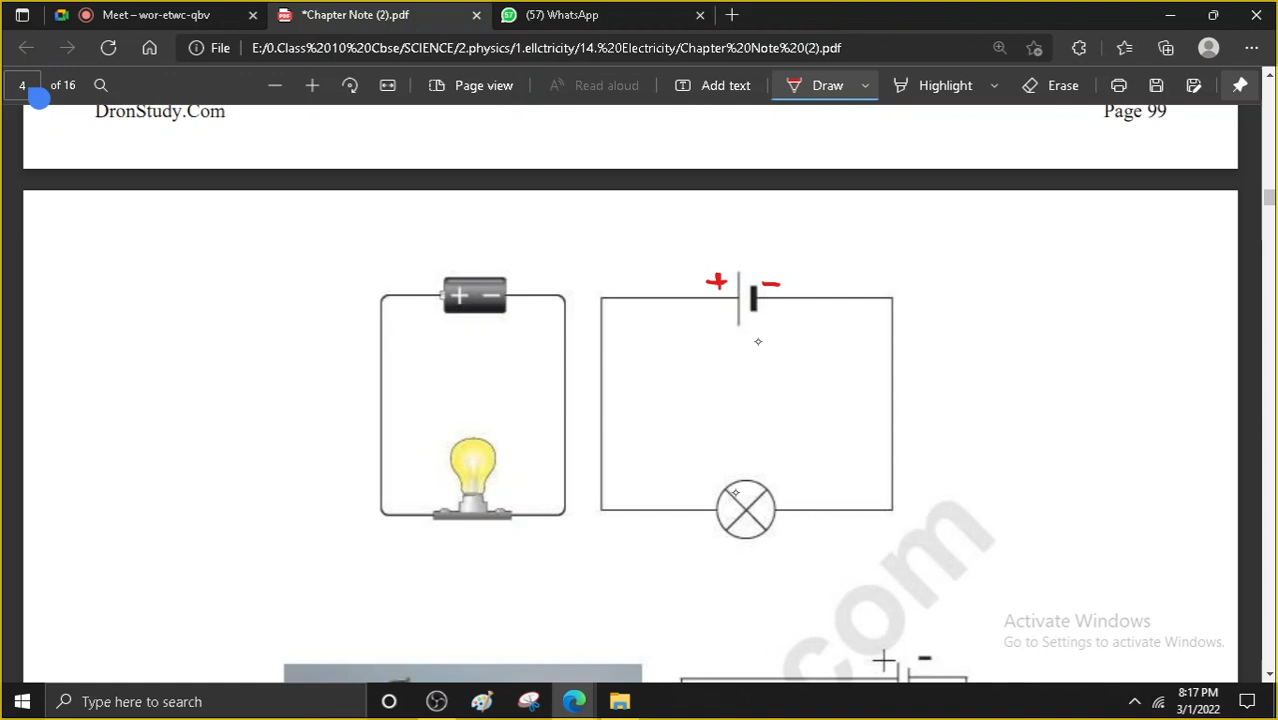 Meet – wor-etwc-qbv
*Chapter Note (2).pdf
(57) WhatsApp
File E:/0.Class%2010%20Cbse/SCIENCE/2.physics/1.ellctricity/14.%20Electricity/Chapter%20Note%20(2).pdf
4 of 16
Page view
Read aloud
Add text
Draw
Highlight
Erase
DronStudy.Com
Page 99
+ −
+ −
com
Activate Windows
Go to Settings to activate Windows.
+ -
Type here to search
8:17 PM
3/1/2022